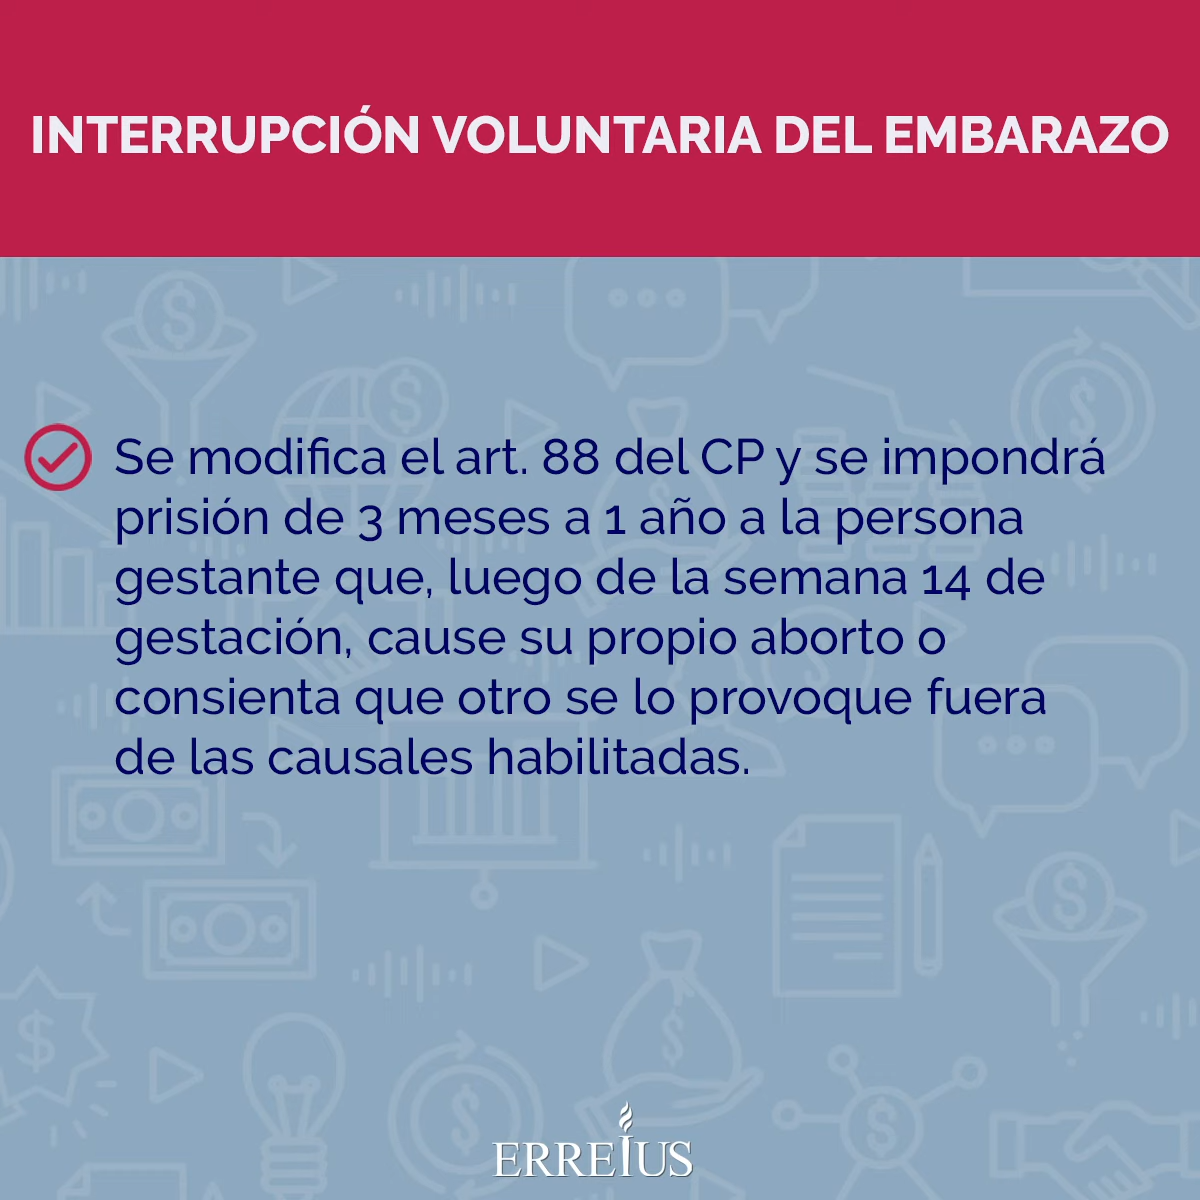 INTERRUPCIÓN VOLUNTARIA DEL EMBARAZO
Se modifica el art. 88 del CP y se impondrá
prisión de 3 meses a 1 año a la persona
gestante que, luego de la semana 14 de
gestación, cause su propio aborto o
consienta que otro se lo provoque fuera
de las causales habilitadas.
ERREIUS